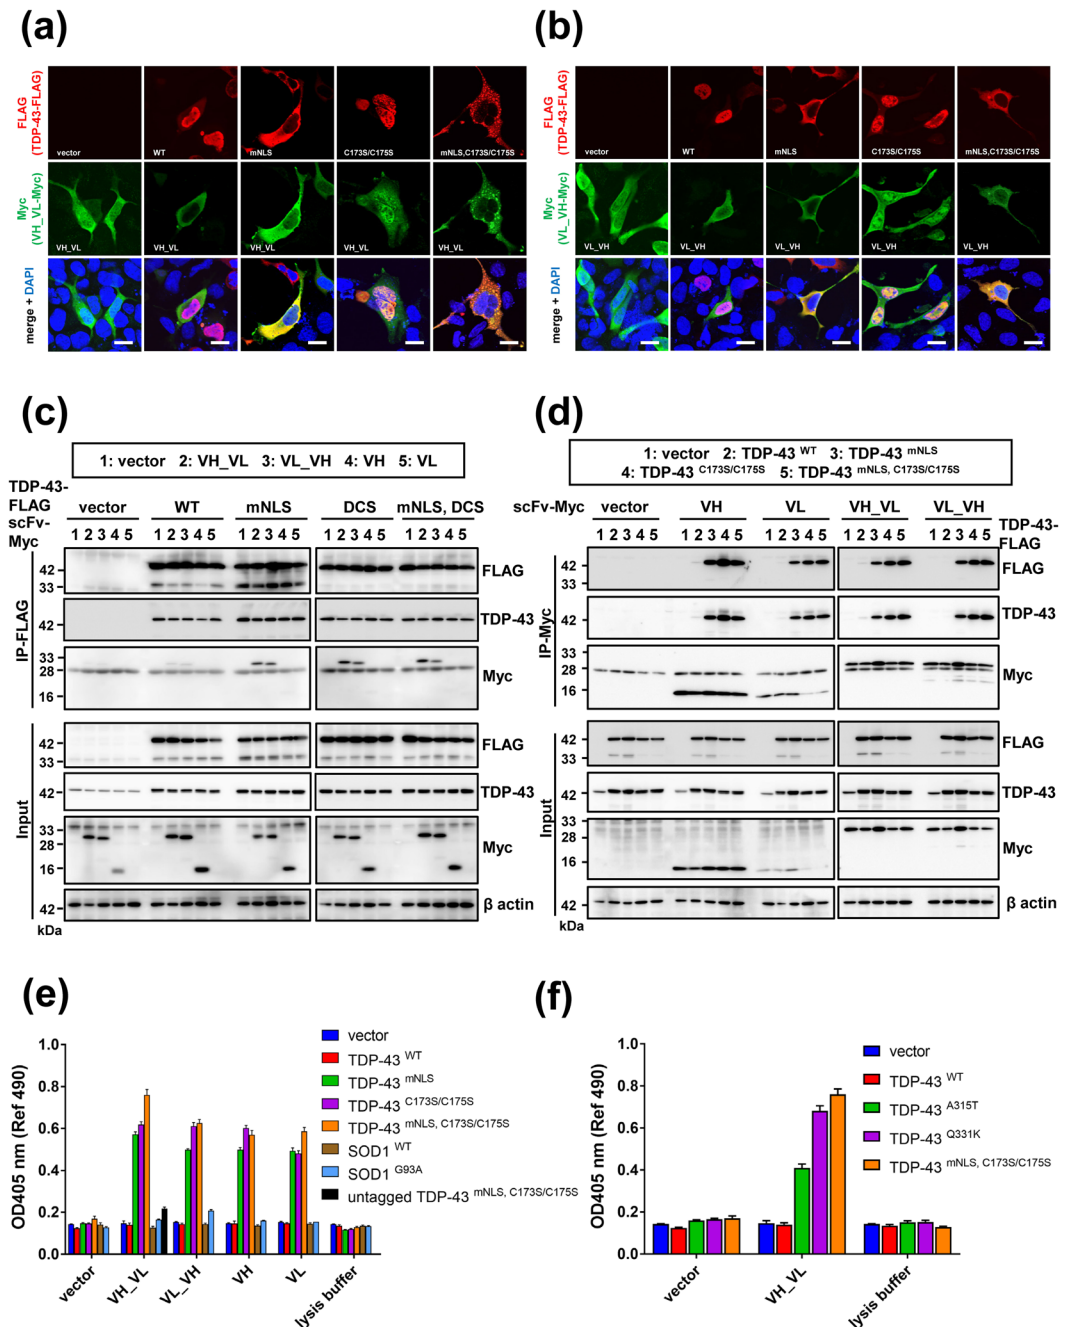 (a)
FLAG
(TDP-43-FLAG)
vector
WT
mNLS
C173S/C175S
mNLS,C173S/C175S
Myc
(VH_VL-Myc)
VH_VL
VH_VL
VH_VL
VH_VL
VH_VL
merge + DAPI
(b)
FLAG
(TDP-43-FLAG)
vector
WT
mNLS
C173S/C175S
mNLS,C173S/C175S
Myc
(VL_VH-Myc)
VL_VH
VL_VH
VL_VH
VL_VH
VL_VH
merge + DAPI
(c)
1: vector 2: VH_VL 3: VL_VH 4: VH 5: VL
TDP-43-
FLAG
scFv-
Myc
vector WT mNLS DCS mNLS, DCS
1 2 3 4 5 1 2 3 4 5 1 2 3 4 5 1 2 3 4 5 1 2 3 4 5
IP-FLAG
42
33
FLAG
42
TDP-43
33
28
16
Myc
Input
42
33
FLAG
42
TDP-43
33
28
16
Myc
42
β actin
kDa
(d)
1: vector 2: TDP-43 WT 3: TDP-43 mNLS
4: TDP-43 C173S/C175S 5: TDP-43 mNLS, C173S/C175S
scFv-Myc vector VH VL VH_VL VL_VH
1 2 3 4 5 1 2 3 4 5 1 2 3 4 5 1 2 3 4 5 1 2 3 4 5
TDP-43-
FLAG
IP-Myc
42
33
FLAG
42
TDP-43
33
28
16
Myc
Input
42
33
FLAG
42
TDP-43
33
28
16
Myc
42
β actin
kDa
(e)
OD405 nm (Ref 490)
1.0
0.8
0.6
0.4
0.2
0.0
vector
VH_VL
VL_VH
VH
VL
lysis buffer
vector
TDP-43 WT
TDP-43 mNLS
TDP-43 C173S/C175S
TDP-43 mNLS, C173S/C175S
SOD1 WT
SOD1 G93A
untagged TDP-43 mNLS, C173S/C175S
(f)
OD405 nm (Ref 490)
1.0
0.8
0.6
0.4
0.2
0.0
vector
VH_VL
lysis buffer
vector
TDP-43 WT
TDP-43 A315T
TDP-43 Q331K
TDP-43 mNLS, C173S/C175S